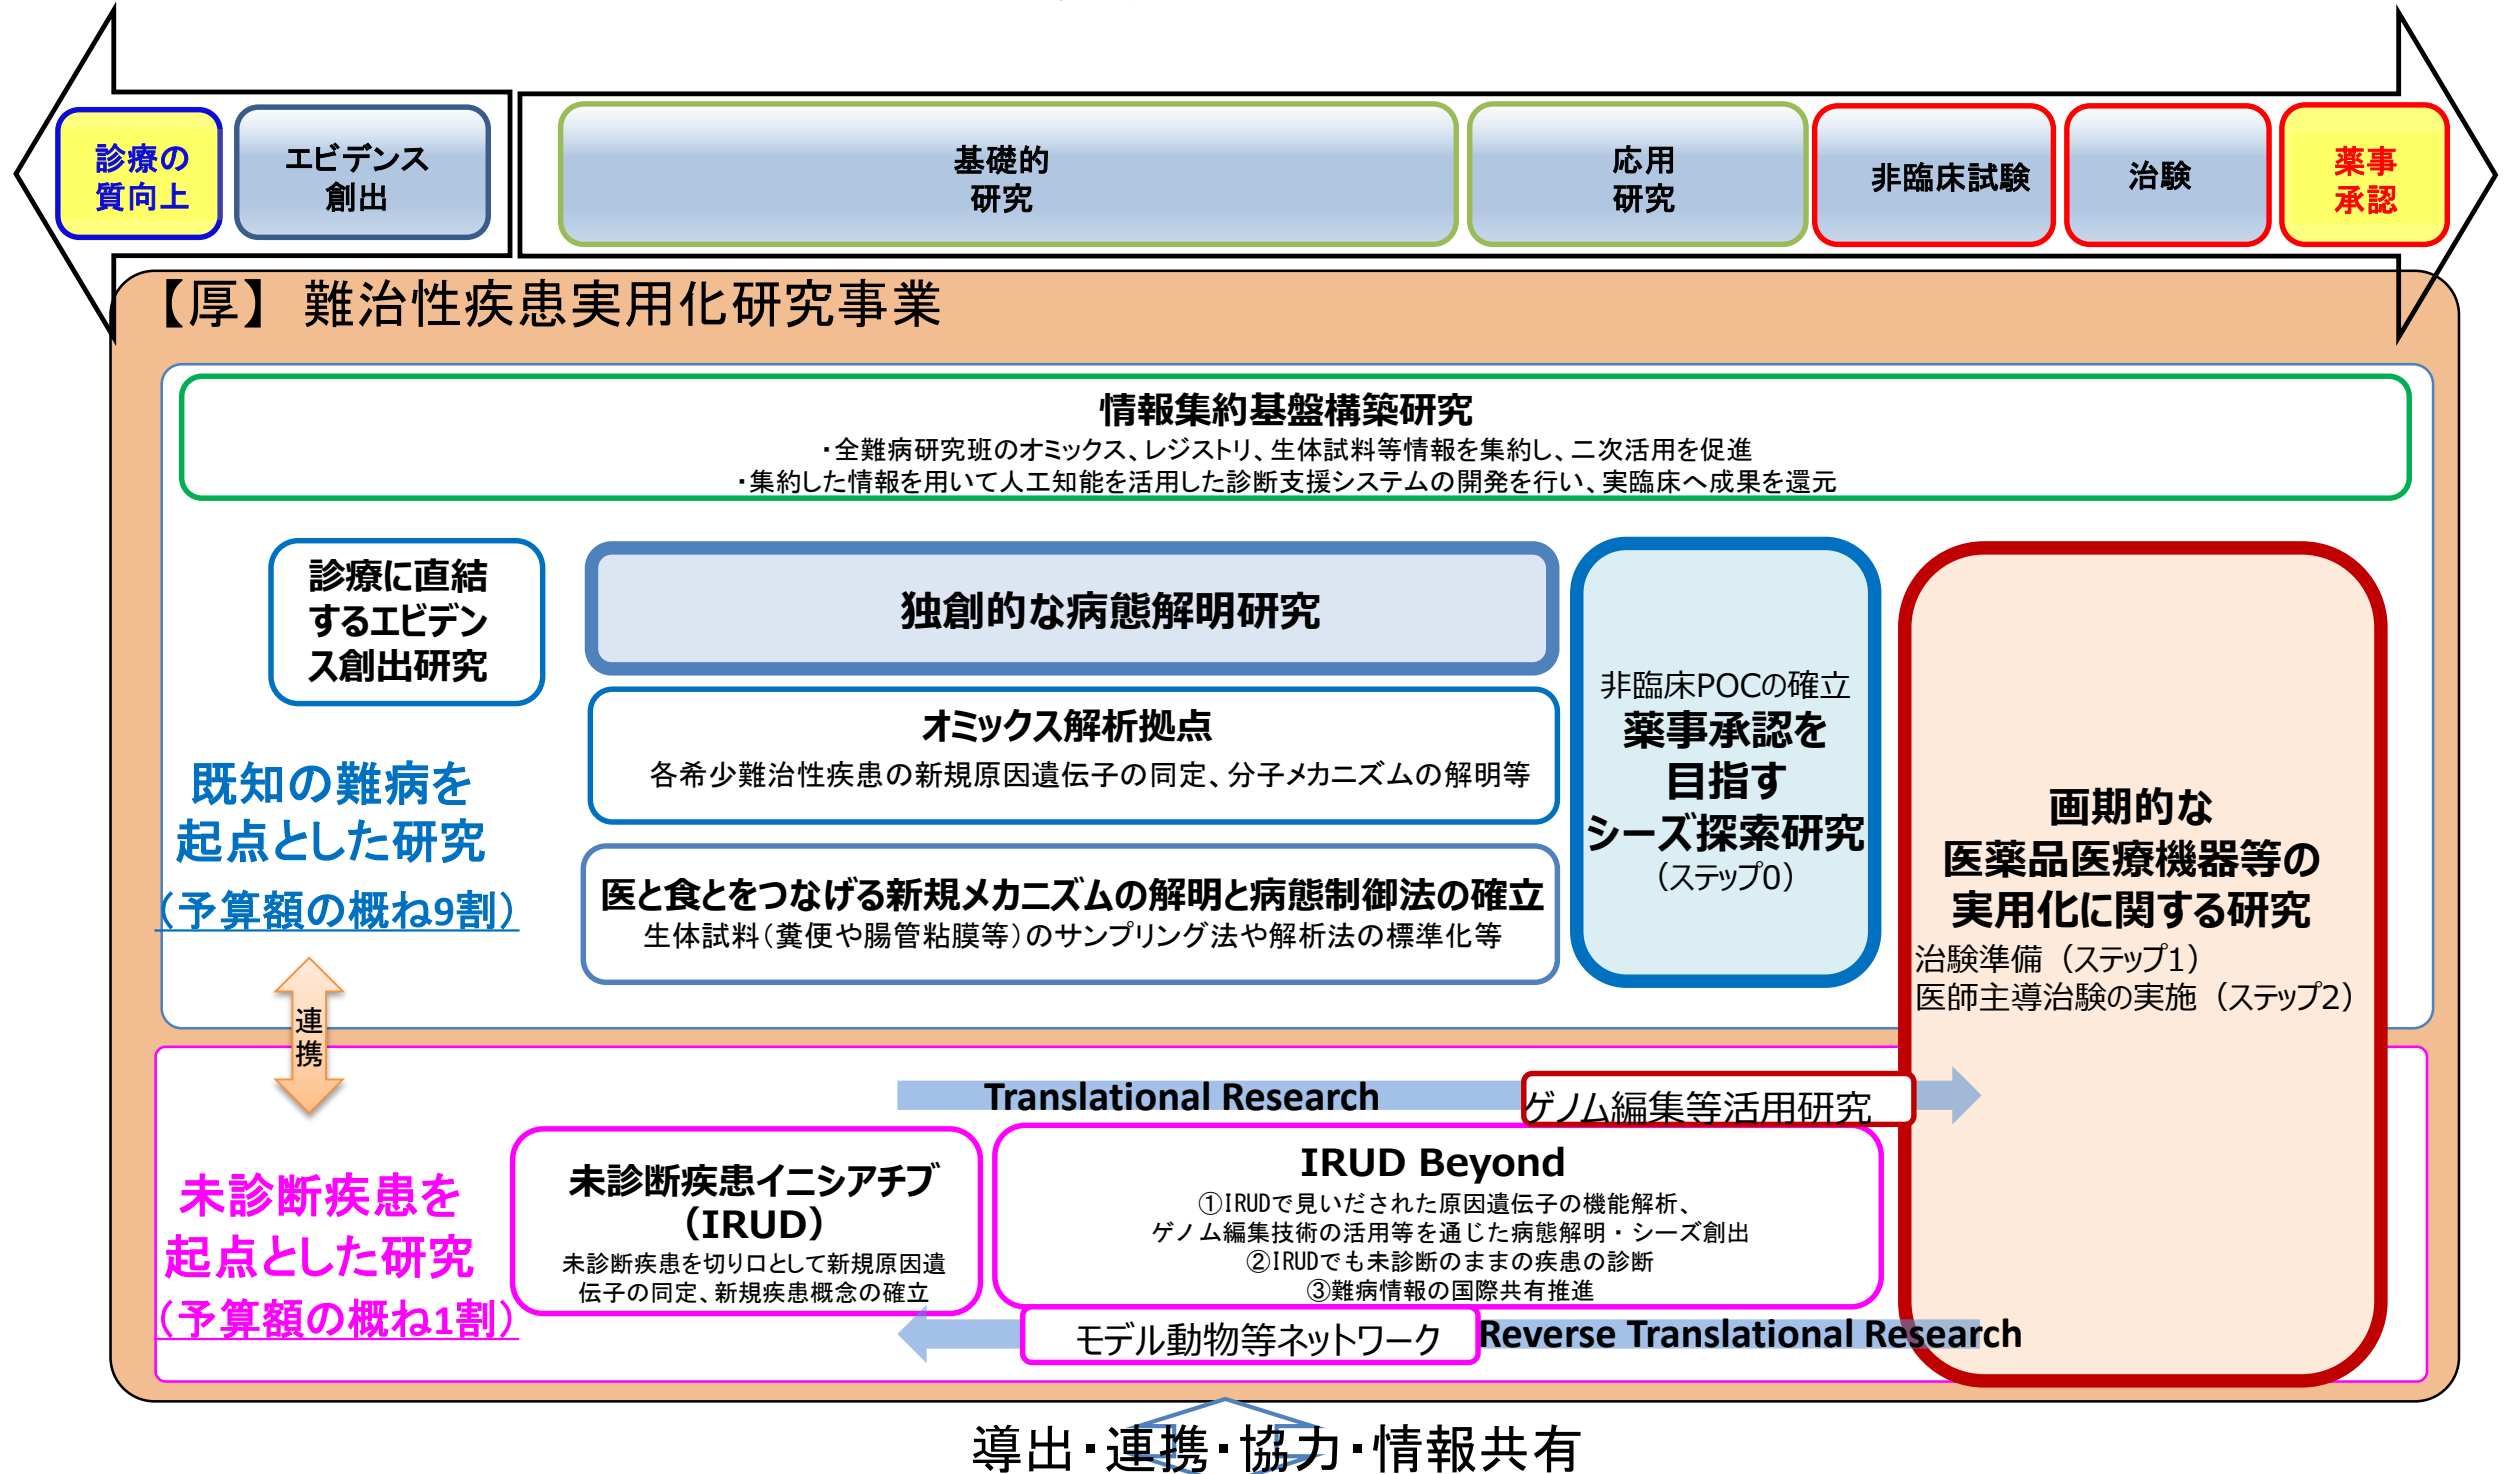 診療の
質向上
エビデンス
創出
基礎的
研究
応用
研究
非臨床試験
治験
薬事
承認
【厚】 難治性疾患実用化研究事業
情報集約基盤構築研究
・全難病研究班のオミックス、レジストリ、生体試料等情報を集約し、二次活用を促進
・集約した情報を用いて人工知能を活用した診断支援システムの開発を行い、実臨床へ成果を還元
診療に直結
するエビデン
ス創出研究
独創的な病態解明研究
オミックス解析拠点
各希少難治性疾患の新規原因遺伝子の同定、分子メカニズムの解明等
医と食とをつなげる新規メカニズムの解明と病態制御法の確立
生体試料（糞便や腸管粘膜等）のサンプリング法や解析法の標準化等
非臨床POCの確立
薬事承認を
目指す
シーズ探索研究
（ステップ0）
画期的な
医薬品医療機器等の
実用化に関する研究
治験準備（ステップ1）
医師主導治験の実施（ステップ2）
既知の難病を
起点とした研究
（予算額の概ね9割）
連
携
未診断疾患を
起点とした研究
（予算額の概ね1割）
Translational Research
ゲノム編集等活用研究
未診断疾患イニシアチブ
（IRUD）
未診断疾患を切り口として新規原因遺
伝子の同定、新規疾患概念の確立
IRUD Beyond
①IRUDで見いだされた原因遺伝子の機能解析、
ゲノム編集技術の活用等を通じた病態解明・シーズ創出
②IRUDでも未診断のままの疾患の診断
③難病情報の国際共有推進
モデル動物等ネットワーク
Reverse Translational Research
導出・連携・協力・情報共有